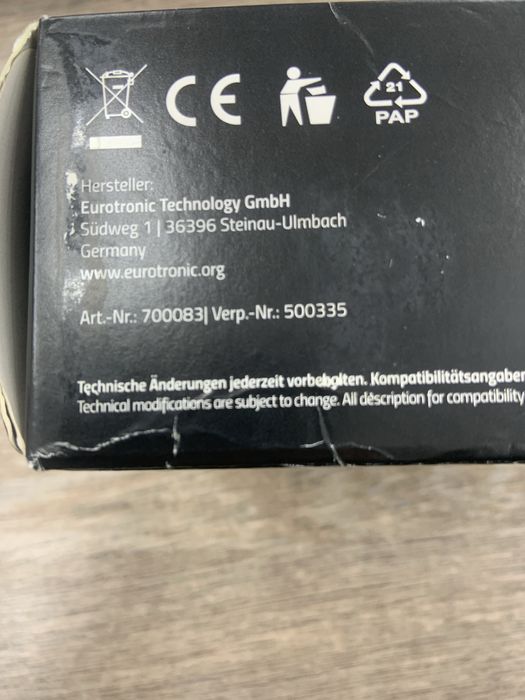 CE
21
PAP
Hersteller:
Eurotronic Technology GmbH
Südweg 1 | 36396 Steinau-Ulmbach
Germany
www.eurotronic.org
Art.-Nr.: 700083| Verp.-Nr.: 500335
Technische Änderungen jederzeit vorbehalten. Kompatibilitätsangaben
Technical modifications are subject to change. All description for compatibility